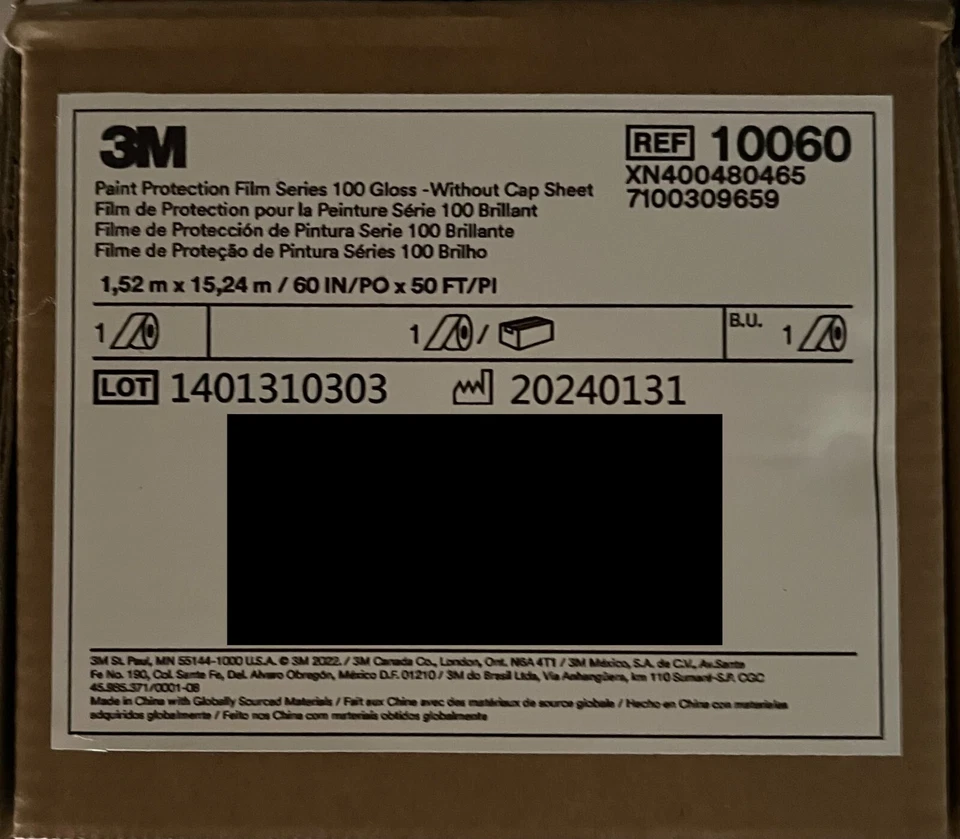 3M
REF 10060
XN400480465
7100309659
Paint Protection Film Series 100 Gloss -Without Cap Sheet
Film de Protection pour la Peinture Série 100 Brillant
Filme de Protección de Pintura Serie 100 Brillante
Filme de Proteção de Pintura Séries 100 Brilho
1,52 m x 15,24 m / 60 IN/PO x 50 FT/PI
1 1 / B.U. 1
LOT 1401310303 20240131
3M St. Paul, MN 55144-1000 U.S.A. © 3M 2022. / 3M Canada Co., London, Ont. N6A 4T1 / 3M México, S.A. de C.V., Av.Sante
Fe No. 190, Col. Sante Fe, Del. Alvaro Obregón, México D.F. 01210 / 3M do Brasil Ltda, Via Anhangüera, km 110 Sumaré-S.P. CGC
45.985.371/0001-08
Made in China with Globally Sourced Materials / Fait aux Chine avec des matériaux de source globale / Hecho en China con materieles
adquiridos globalmente / Feito nos China com materiais obtidos globalmente